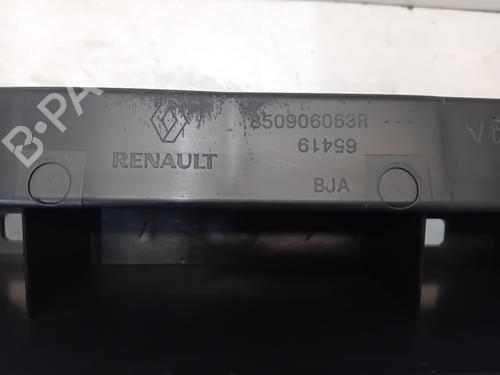 B-PA
850906063R ---
RENAULT
65419
BJA